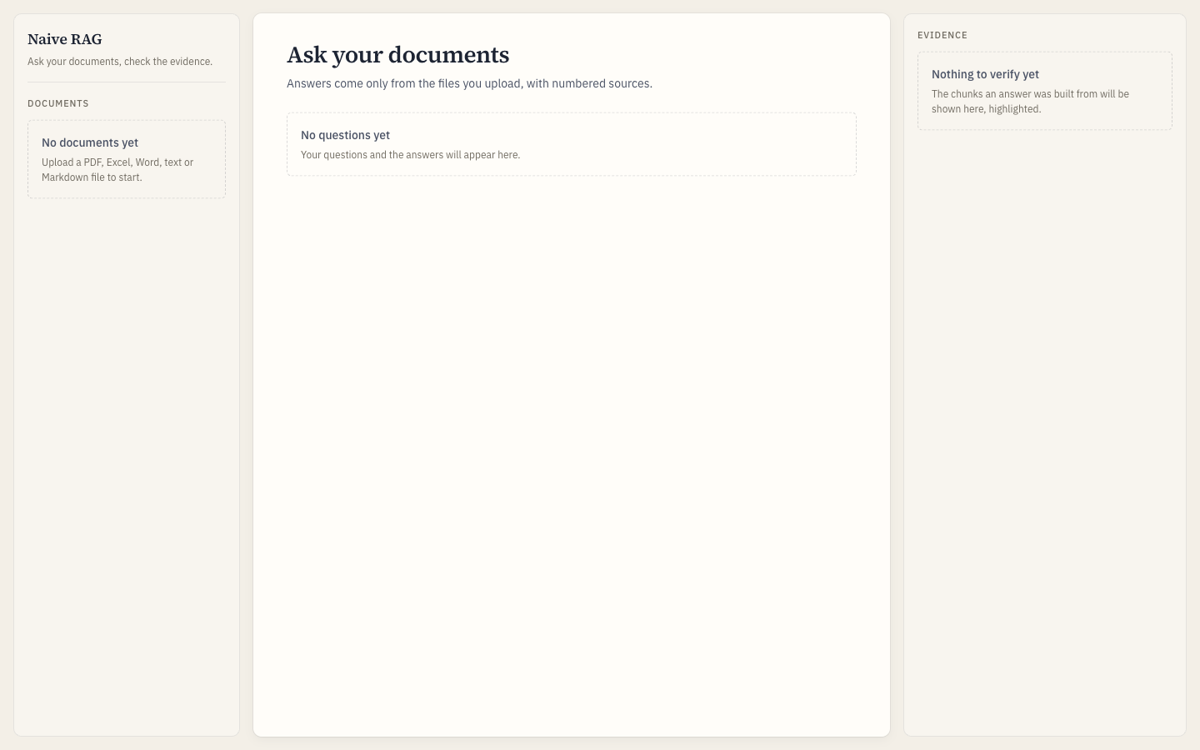 Naive RAG
Ask your documents, check the evidence.
DOCUMENTS
No documents yet
Upload a PDF, Excel, Word, text or
Markdown file to start.
Ask your documents
Answers come only from the files you upload, with numbered sources.
No questions yet
Your questions and the answers will appear here.
EVIDENCE
Nothing to verify yet
The chunks an answer was built from will be
shown here, highlighted.